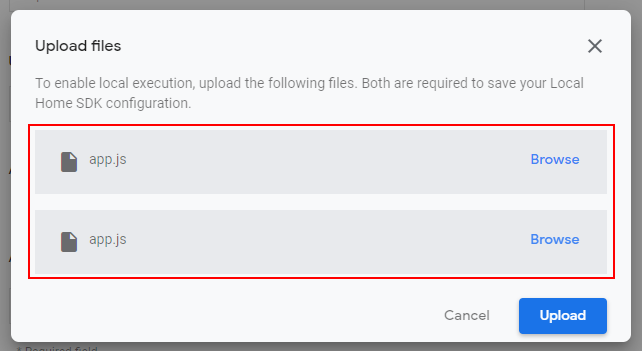 Upload files
To enable local execution, upload the following files. Both are required to save your Local
Home SDK configuration.
app.js
Browse
app.js
Browse
Cancel
Upload
* Required field